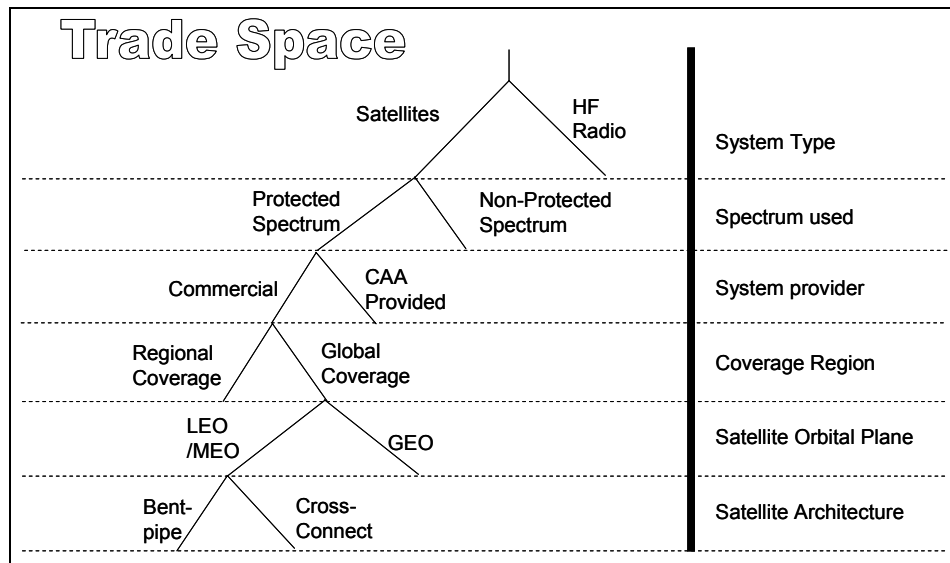 Trade Space
Satellites
HF
Radio
System Type
Protected
Spectrum
Non-Protected
Spectrum
Spectrum used
Commercial
CAA
Provided
System provider
Regional
Coverage
Global
Coverage
Coverage Region
LEO
/MEO
GEO
Satellite Orbital Plane
Bent-
pipe
Cross-
Connect
Satellite Architecture